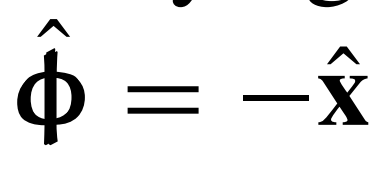 𝛟̂ = −𝐱̂